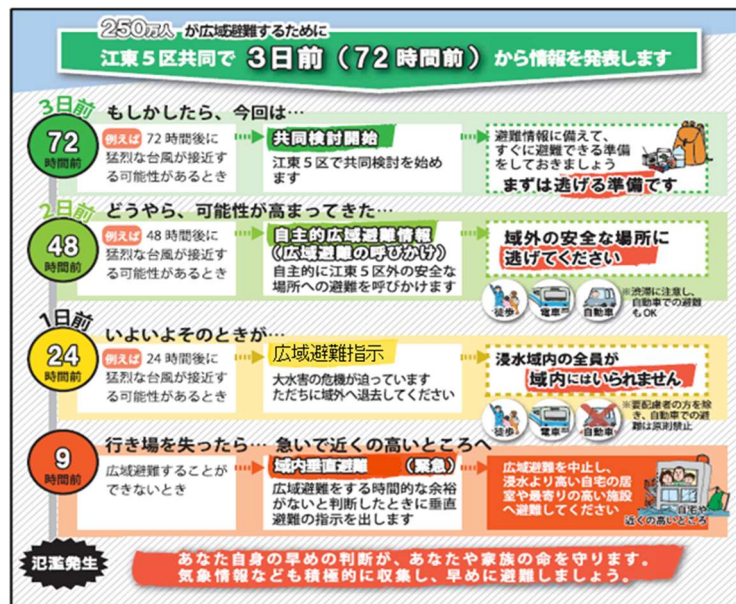 250万人 が広域避難するために
江東5区共同で 3日前(72時間前)から情報を発表します
3日前 もしかしたら、今回は…
72
時間前
例えば 72時間後に
猛烈な台風が接近す
る可能性があるとき
共同検討開始
江東5区で共同検討を始め
ます
避難情報に備えて、
すぐに避難できる準備
をしておきましょう
まずは逃げる準備です
2日前 どうやら、可能性が高まってきた…
48
時間前
例えば 48時間後に
猛烈な台風が接近す
る可能性があるとき
自主的広域避難情報
(広域避難の呼びかけ)
自主的に江東5区外の安全な
場所への避難を呼びかけます
域外の安全な場所に
逃げてください
徒歩 電車 自動車
※渋滞に注意し、
自動車での避難
もOK
1日前 いよいよそのときが…
24
時間前
例えば 24時間後に
猛烈な台風が接近す
る可能性があるとき
広域避難指示
大水害の危機が迫っています
ただちに域外へ退去してください
浸水域内の全員が
域内にはいられません
徒歩 電車 自動車
※要配慮者の方を除
き、自動車での避
難は原則禁止
行き場を失ったら… 急いで近くの高いところへ
9
時間前
広域避難することが
できないとき
域内垂直避難 (緊急)
広域避難をする時間的な余裕
がないと判断したときに垂直
避難の指示を出します
広域避難を中止し、
浸水より高い自宅の居
室や最寄りの高い施設
へ避難してください
自宅や
近くの高いところ
氾濫発生
あなた自身の早めの判断が、あなたや家族の命を守ります。
気象情報なども積極的に収集し、早めに避難しましょう。